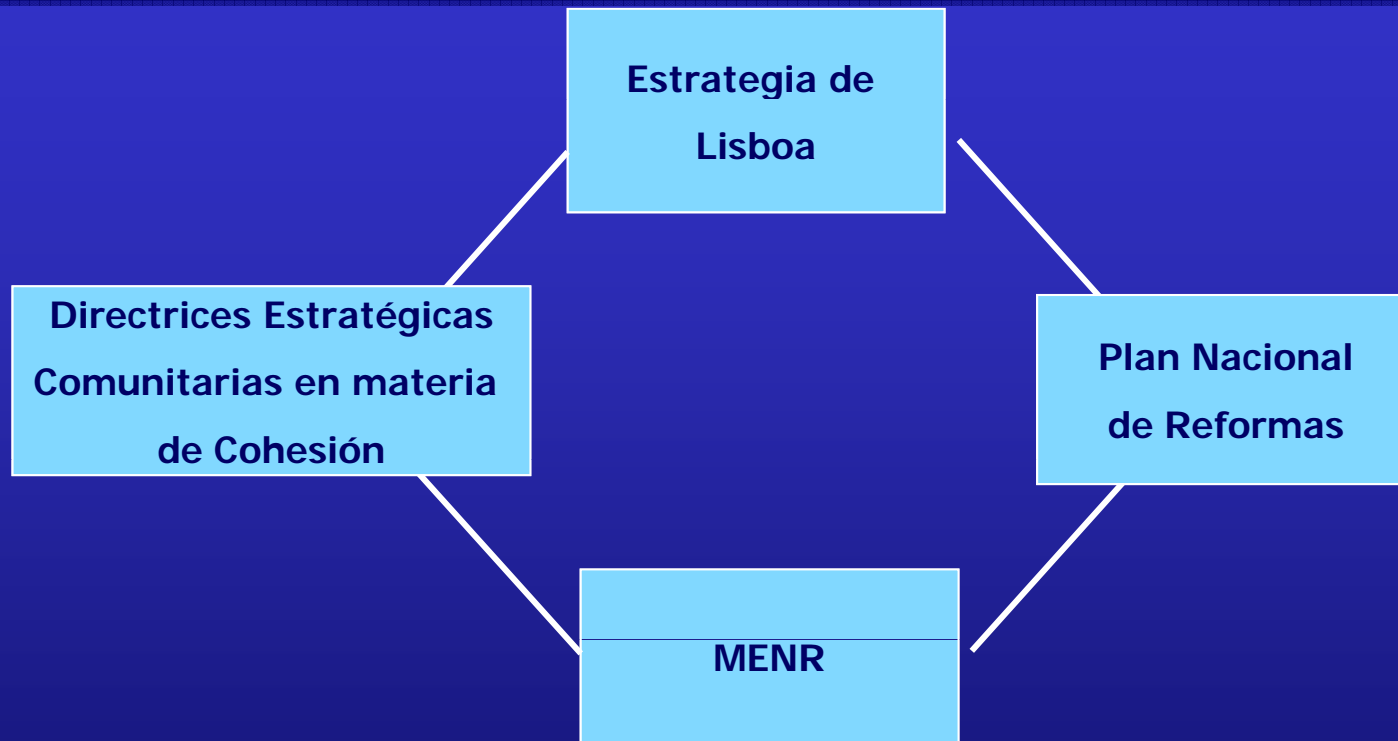 Estrategia de
Lisboa
Directrices Estratégicas
Comunitarias en materia
de Cohesión
Plan Nacional
de Reformas
MENR